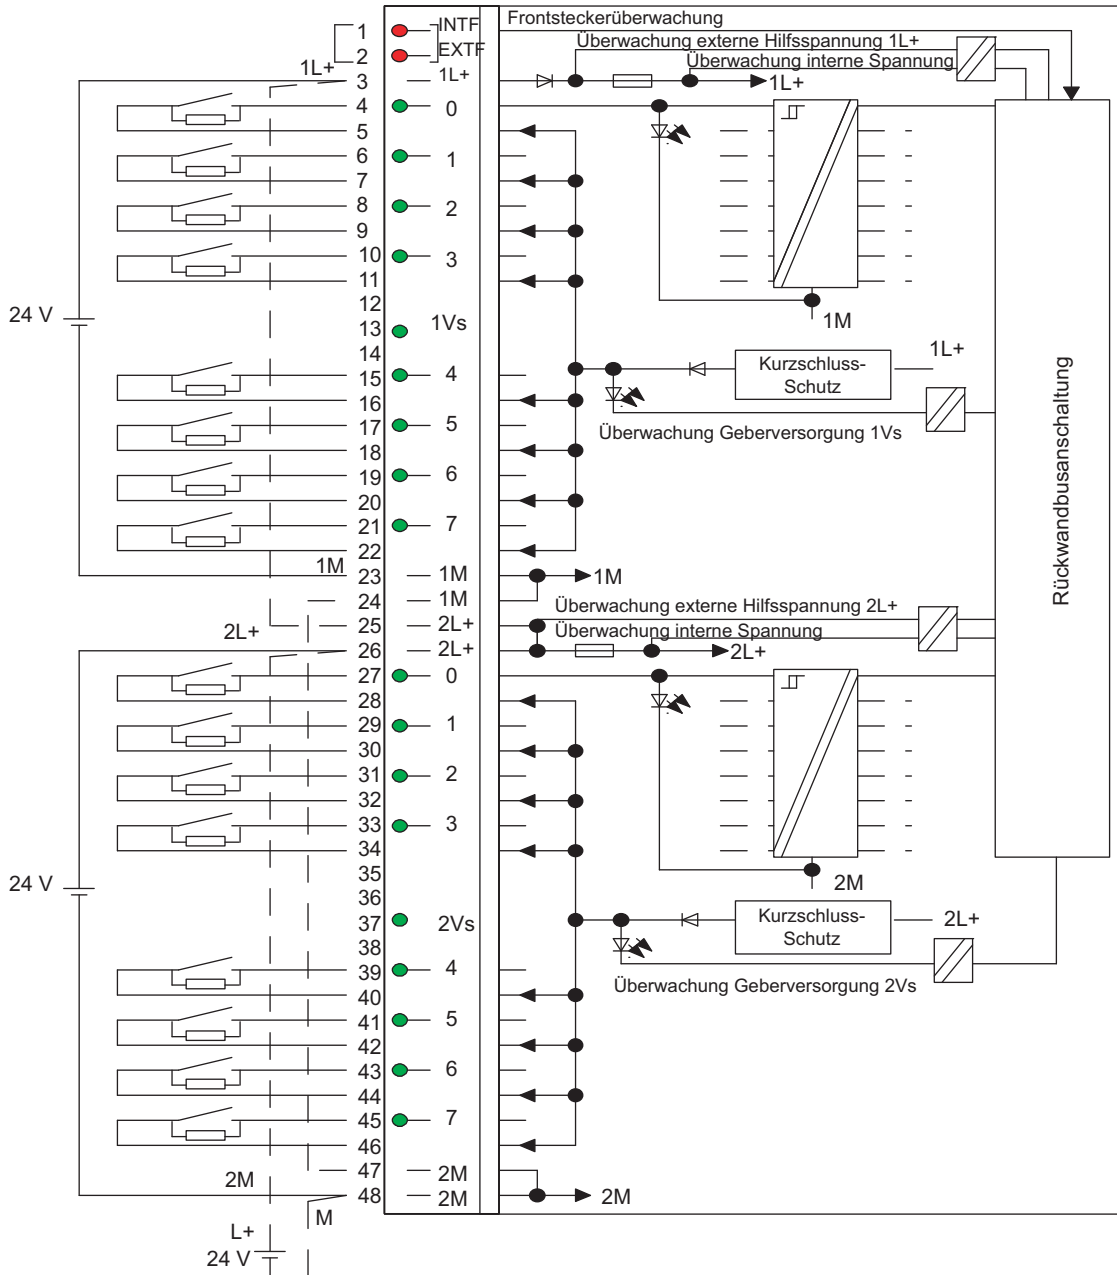 1 INTF Frontsteckerüberwachung
2 EXTF Überwachung externe Hilfsspannung 1L+
1L+ 3 1L+ Überwachung interne Spannung
1L+
4 0
5
6 1
7
8 2
9
10 3
11
12
24 V 13 1Vs 1M
14
15 4 Kurzschluss-Schutz 1L+
16
17 5 Überwachung Geberversorgung 1Vs
18
19 6
20
21 7
22
1M 23 1M 1M
24 1M Überwachung externe Hilfsspannung 2L+
25 2L+ Überwachung interne Spannung
2L+ 26 2L+ 2L+
27 0
28
29 1
30
31 2
32
33 3
34
35
24 V 36 2M
37 2Vs Kurzschluss-Schutz 2L+
38
39 4 Überwachung Geberversorgung 2Vs
40
41 5
42
43 6
44
45 7
46
47 2M
2M 48 2M 2M
M
L+
24 V
Rückwandbusanschaltung